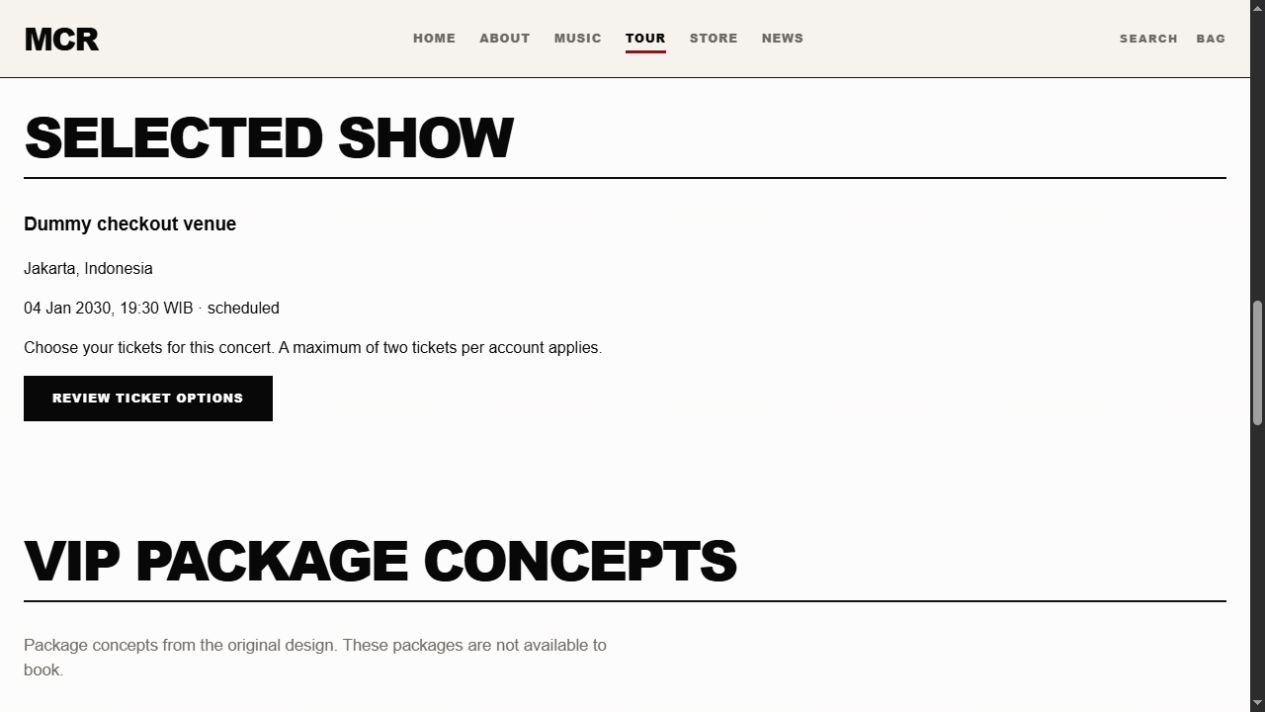 MCR
HOME ABOUT MUSIC TOUR STORE NEWS
SEARCH BAG
SELECTED SHOW
Dummy checkout venue
Jakarta, Indonesia
04 Jan 2030, 19:30 WIB · scheduled
Choose your tickets for this concert. A maximum of two tickets per account applies.
REVIEW TICKET OPTIONS
VIP PACKAGE CONCEPTS
Package concepts from the original design. These packages are not available to
book.